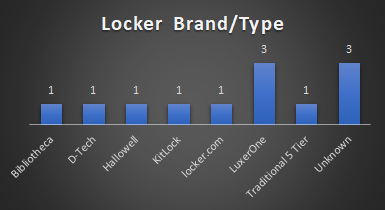 Locker Brand/Type
1 1 1 1 1 3 1 3
Bibliotheca
D-Tech
Hallowell
KitLock
locker.com
LuxerOne
Traditional 5 Tier
Unknown